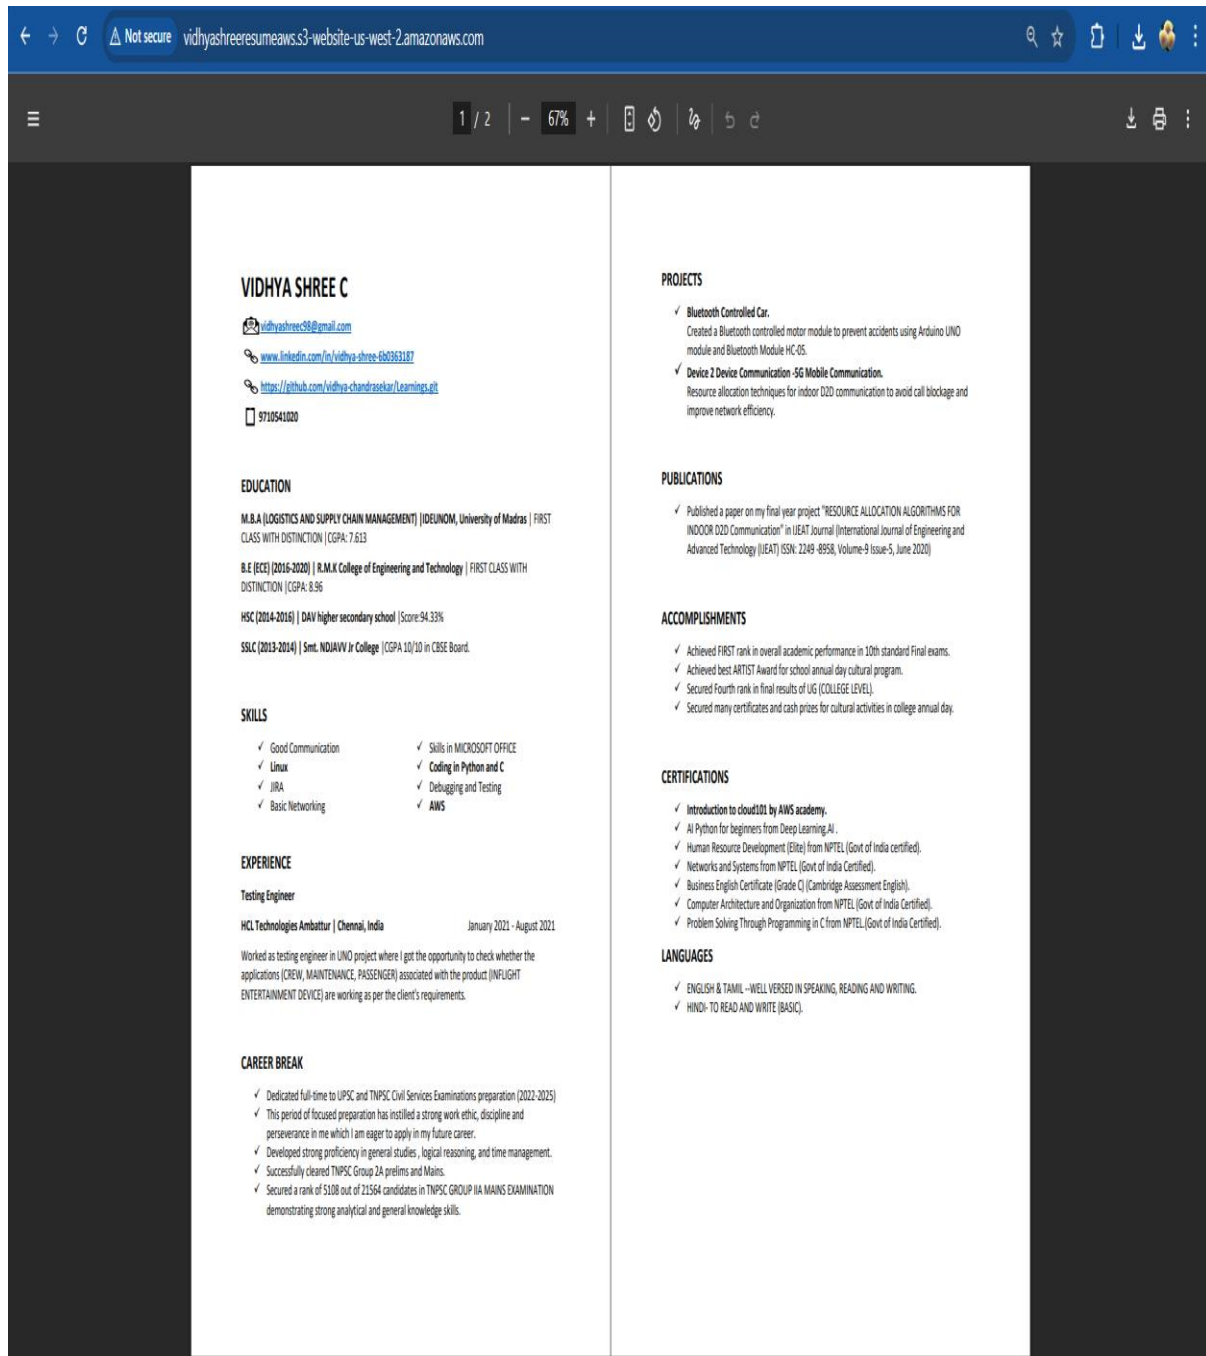 Not secure vidhyashreeresumeaws.s3-website-us-west-2.amazonaws.com
1 / 2 67%
VIDHYA SHREE C
vidhyashreec98@gmail.com
www.linkedin.com/in/vidhya-shree-6b0363187
https://github.com/vidhya-chandrasekar/Learnings.git
9710541020
EDUCATION
M.B.A (LOGISTICS AND SUPPLY CHAIN MANAGEMENT) |IDEUNOM, University of Madras | FIRST
CLASS WITH DISTINCTION |CGPA: 7.613
B.E (ECE) (2016-2020) | R.M.K College of Engineering and Technology | FIRST CLASS WITH
DISTINCTION |CGPA: 8.96
HSC (2014-2016) | DAV higher secondary school |Score:94.33%
SSLC (2013-2014) | Smt. NDJAVV Jr College |CGPA 10/10 in CBSE Board.
SKILLS
✓ Good Communication ✓ Skills in MICROSOFT OFFICE
✓ Linux ✓ Coding in Python and C
✓ JIRA ✓ Debugging and Testing
✓ Basic Networking ✓ AWS
EXPERIENCE
Testing Engineer
HCL Technologies Ambattur | Chennai, India January 2021 - August 2021
Worked as testing engineer in UNO project where I got the opportunity to check whether the
applications (CREW, MAINTENANCE, PASSENGER) associated with the product (INFLIGHT
ENTERTAINMENT DEVICE) are working as per the client's requirements.
CAREER BREAK
✓ Dedicated full-time to UPSC and TNPSC Civil Services Examinations preparation (2022-2025)
✓ This period of focused preparation has instilled a strong work ethic, discipline and
perseverance in me which I am eager to apply in my future career.
✓ Developed strong proficiency in general studies , logical reasoning, and time management.
✓ Successfully cleared TNPSC Group 2A prelims and Mains.
✓ Secured a rank of 5108 out of 21564 candidates in TNPSC GROUP IIA MAINS EXAMINATION
demonstrating strong analytical and general knowledge skills.
PROJECTS
✓ Bluetooth Controlled Car.
Created a Bluetooth controlled motor module to prevent accidents using Arduino UNO
module and Bluetooth Module HC-05.
✓ Device 2 Device Communication -5G Mobile Communication.
Resource allocation techniques for indoor D2D communication to avoid call blockage and
improve network efficiency.
PUBLICATIONS
✓ Published a paper on my final year project "RESOURCE ALLOCATION ALGORITHMS FOR
INDOOR D2D Communication" in IJEAT Journal (International Journal of Engineering and
Advanced Technology (IJEAT) ISSN: 2249 -8958, Volume-9 Issue-5, June 2020)
ACCOMPLISHMENTS
✓ Achieved FIRST rank in overall academic performance in 10th standard Final exams.
✓ Achieved best ARTIST Award for school annual day cultural program.
✓ Secured Fourth rank in final results of UG (COLLEGE LEVEL).
✓ Secured many certificates and cash prizes for cultural activities in college annual day.
CERTIFICATIONS
✓ Introduction to cloud101 by AWS academy.
✓ AI Python for beginners from Deep Learning.AI .
✓ Human Resource Development (Elite) from NPTEL (Govt of India certified).
✓ Networks and Systems from NPTEL (Govt of India Certified).
✓ Business English Certificate (Grade C) (Cambridge Assessment English).
✓ Computer Architecture and Organization from NPTEL (Govt of India Certified).
✓ Problem Solving Through Programming in C from NPTEL.(Govt of India Certified).
LANGUAGES
✓ ENGLISH & TAMIL --WELL VERSED IN SPEAKING, READING AND WRITING.
✓ HINDI- TO READ AND WRITE (BASIC).